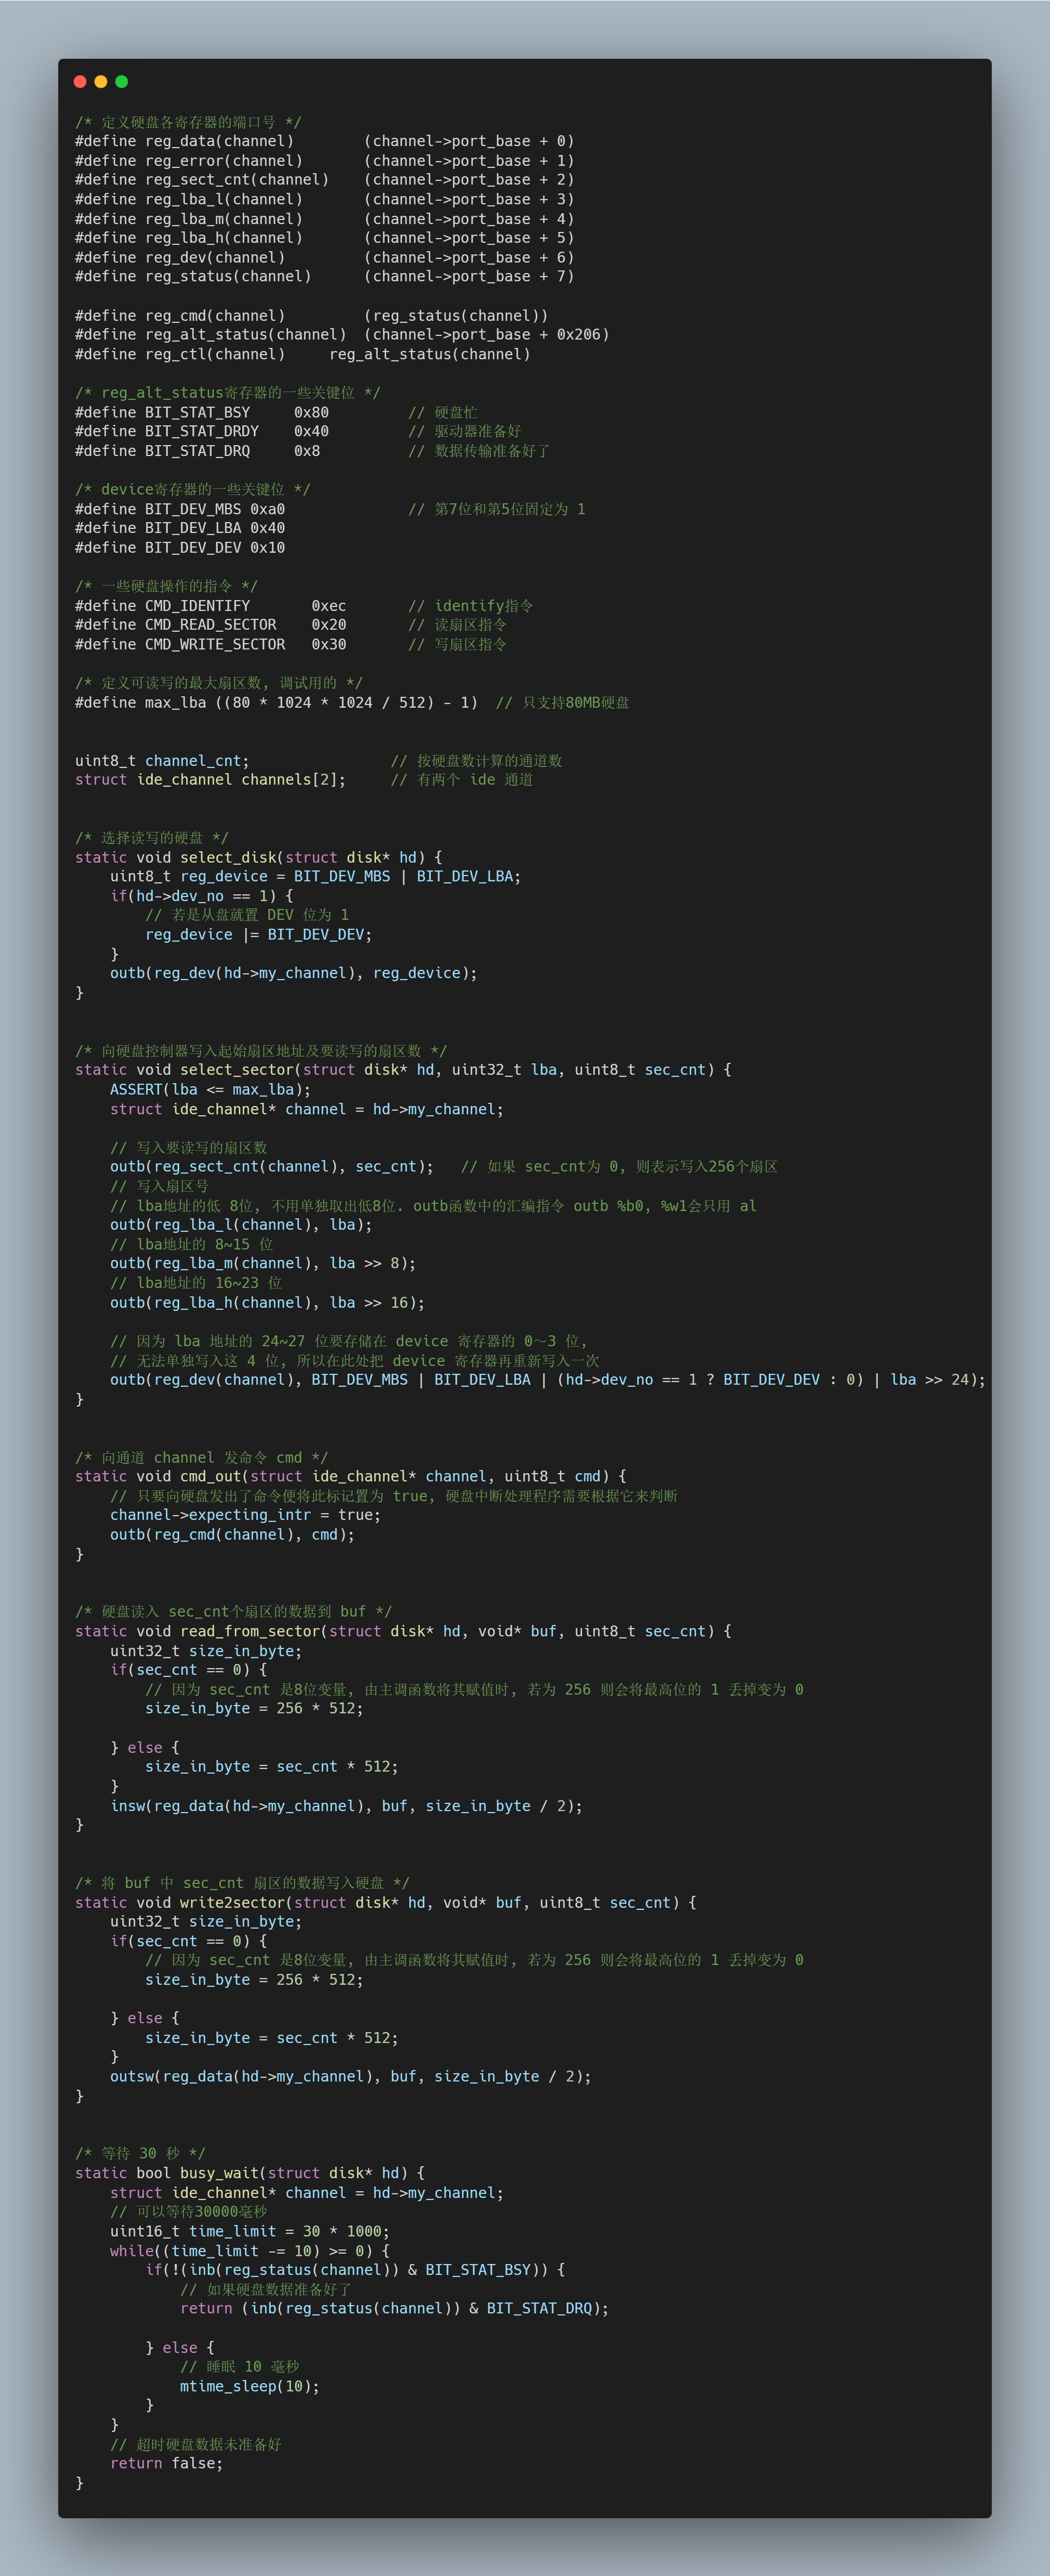 /* 定义硬盘各寄存器的端口号 */
#define reg_data(channel)        (channel->port_base + 0)
#define reg_error(channel)       (channel->port_base + 1)
#define reg_sect_cnt(channel)    (channel->port_base + 2)
#define reg_lba_l(channel)       (channel->port_base + 3)
#define reg_lba_m(channel)       (channel->port_base + 4)
#define reg_lba_h(channel)       (channel->port_base + 5)
#define reg_dev(channel)         (channel->port_base + 6)
#define reg_status(channel)      (channel->port_base + 7)

#define reg_cmd(channel)         (reg_status(channel))
#define reg_alt_status(channel)  (channel->port_base + 0x206)
#define reg_ctl(channel)     reg_alt_status(channel)

/* reg_alt_status寄存器的一些关键位 */
#define BIT_STAT_BSY     0x80         // 硬盘忙
#define BIT_STAT_DRDY    0x40         // 驱动器准备好
#define BIT_STAT_DRQ     0x8          // 数据传输准备好了

/* device寄存器的一些关键位 */
#define BIT_DEV_MBS 0xa0              // 第7位和第5位固定为 1
#define BIT_DEV_LBA 0x40
#define BIT_DEV_DEV 0x10

/* 一些硬盘操作的指令 */
#define CMD_IDENTIFY       0xec       // identify指令
#define CMD_READ_SECTOR    0x20       // 读扇区指令
#define CMD_WRITE_SECTOR   0x30       // 写扇区指令

/* 定义可读写的最大扇区数, 调试用的 */
#define max_lba ((80 * 1024 * 1024 / 512) - 1)  // 只支持80MB硬盘


uint8_t channel_cnt;                // 按硬盘数计算的通道数
struct ide_channel channels[2];     // 有两个 ide 通道


/* 选择读写的硬盘 */
static void select_disk(struct disk* hd) {
    uint8_t reg_device = BIT_DEV_MBS | BIT_DEV_LBA;
    if(hd->dev_no == 1) {
        // 若是从盘就置 DEV 位为 1
        reg_device |= BIT_DEV_DEV;
    }
    outb(reg_dev(hd->my_channel), reg_device);
}


/* 向硬盘控制器写入起始扇区地址及要读写的扇区数 */
static void select_sector(struct disk* hd, uint32_t lba, uint8_t sec_cnt) {
    ASSERT(lba <= max_lba);
    struct ide_channel* channel = hd->my_channel;

    // 写入要读写的扇区数
    outb(reg_sect_cnt(channel), sec_cnt);   // 如果 sec_cnt为 0, 则表示写入256个扇区
    // 写入扇区号
    // lba地址的低 8位, 不用单独取出低8位. outb函数中的汇编指令 outb %b0, %w1会只用 al
    outb(reg_lba_l(channel), lba);
    // lba地址的 8~15 位
    outb(reg_lba_m(channel), lba >> 8);
    // lba地址的 16~23 位
    outb(reg_lba_h(channel), lba >> 16);

    // 因为 lba 地址的 24~27 位要存储在 device 寄存器的 0～3 位,
    // 无法单独写入这 4 位, 所以在此处把 device 寄存器再重新写入一次
    outb(reg_dev(channel), BIT_DEV_MBS | BIT_DEV_LBA | (hd->dev_no == 1 ? BIT_DEV_DEV : 0) | lba >> 24);
}


/* 向通道 channel 发命令 cmd */
static void cmd_out(struct ide_channel* channel, uint8_t cmd) {
    // 只要向硬盘发出了命令便将此标记置为 true, 硬盘中断处理程序需要根据它来判断
    channel->expecting_intr = true;
    outb(reg_cmd(channel), cmd);
}


/* 硬盘读入 sec_cnt个扇区的数据到 buf */
static void read_from_sector(struct disk* hd, void* buf, uint8_t sec_cnt) {
    uint32_t size_in_byte;
    if(sec_cnt == 0) {
        // 因为 sec_cnt 是8位变量, 由主调函数将其赋值时, 若为 256 则会将最高位的 1 丢掉变为 0
        size_in_byte = 256 * 512;

    } else {
        size_in_byte = sec_cnt * 512;
    }
    insw(reg_data(hd->my_channel), buf, size_in_byte / 2);
}


/* 将 buf 中 sec_cnt 扇区的数据写入硬盘 */
static void write2sector(struct disk* hd, void* buf, uint8_t sec_cnt) {
    uint32_t size_in_byte;
    if(sec_cnt == 0) {
        // 因为 sec_cnt 是8位变量, 由主调函数将其赋值时, 若为 256 则会将最高位的 1 丢掉变为 0
        size_in_byte = 256 * 512;

    } else {
        size_in_byte = sec_cnt * 512;
    }
    outsw(reg_data(hd->my_channel), buf, size_in_byte / 2);
}


/* 等待 30 秒 */
static bool busy_wait(struct disk* hd) {
    struct ide_channel* channel = hd->my_channel;
    // 可以等待30000毫秒
    uint16_t time_limit = 30 * 1000;
    while((time_limit -= 10) >= 0) {
        if(!(inb(reg_status(channel)) & BIT_STAT_BSY)) {
            // 如果硬盘数据准备好了
            return (inb(reg_status(channel)) & BIT_STAT_DRQ);

        } else {
            // 睡眠 10 毫秒
            mtime_sleep(10);
        }
    }
    // 超时硬盘数据未准备好
    return false;
}